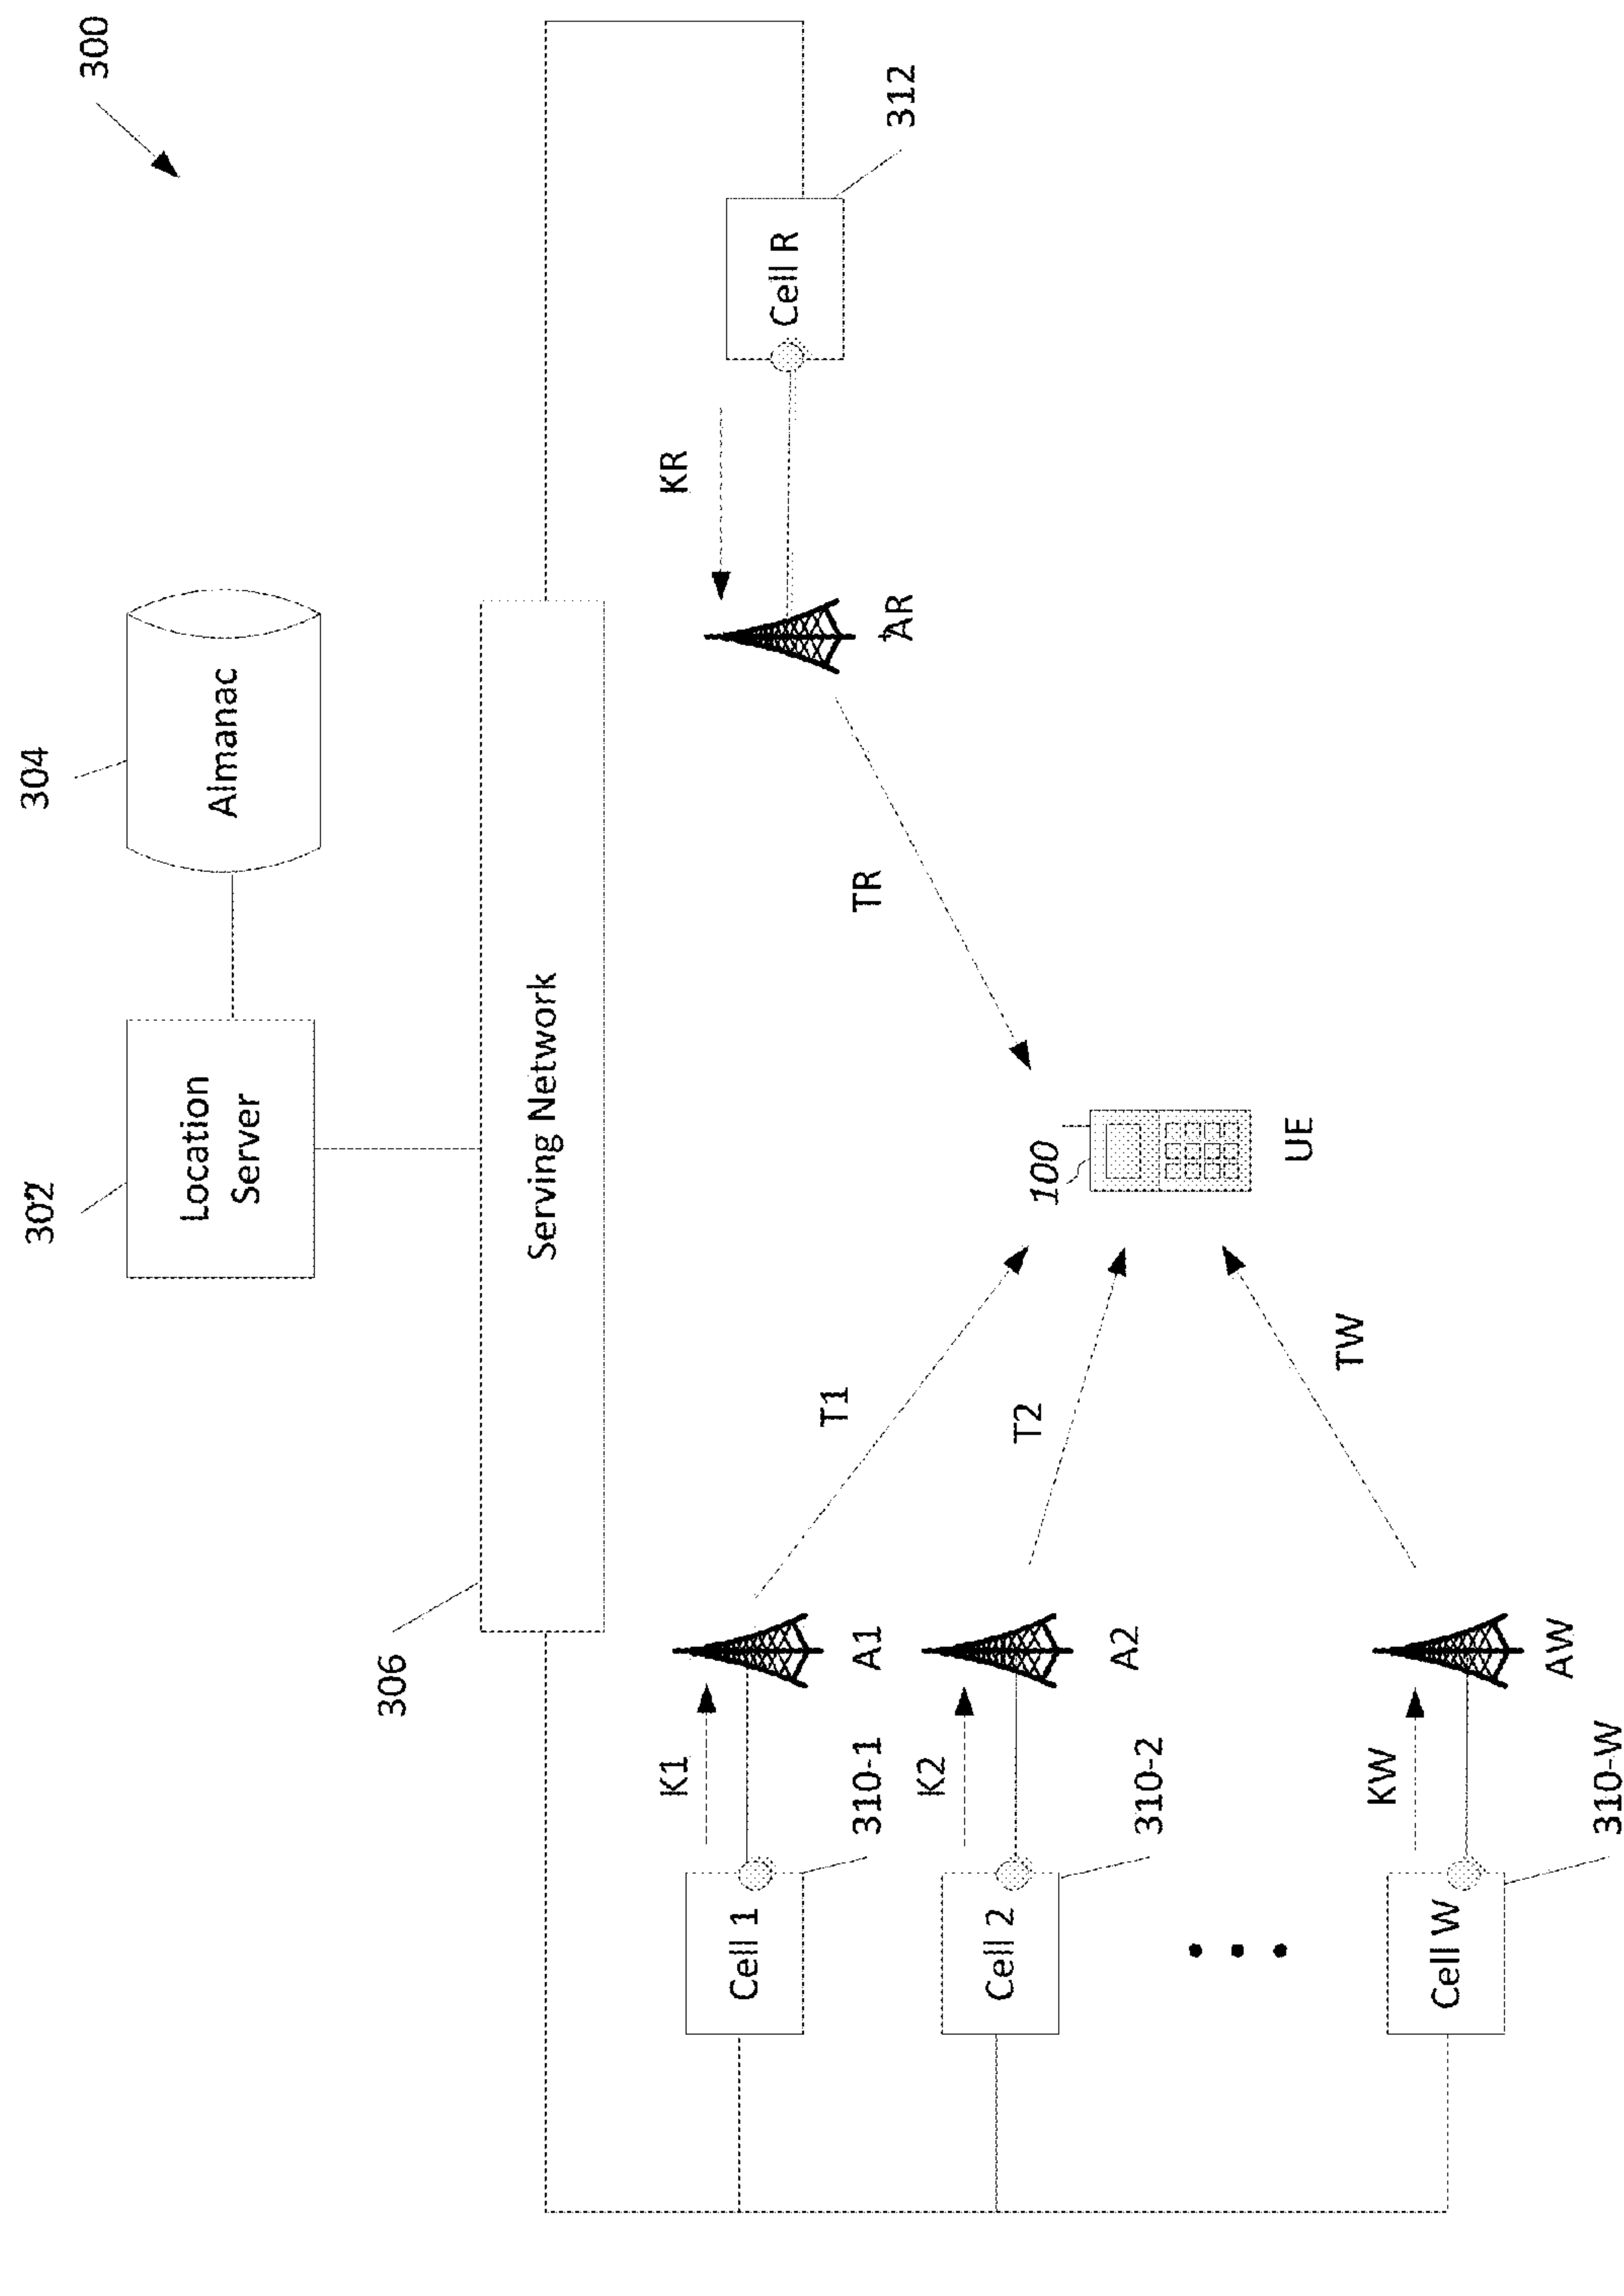 300
304
302
Almanac
Location
Server
Serving Network
306
312
Cell R
KR
AR
TR
100
UE
T1
T2
TW
K1
A1
Cell 1
310-1
K2
A2
Cell 2
310-2
KW
AW
Cell W
310-W